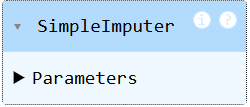 ▾ SimpleImputer i ?
▶ Parameters